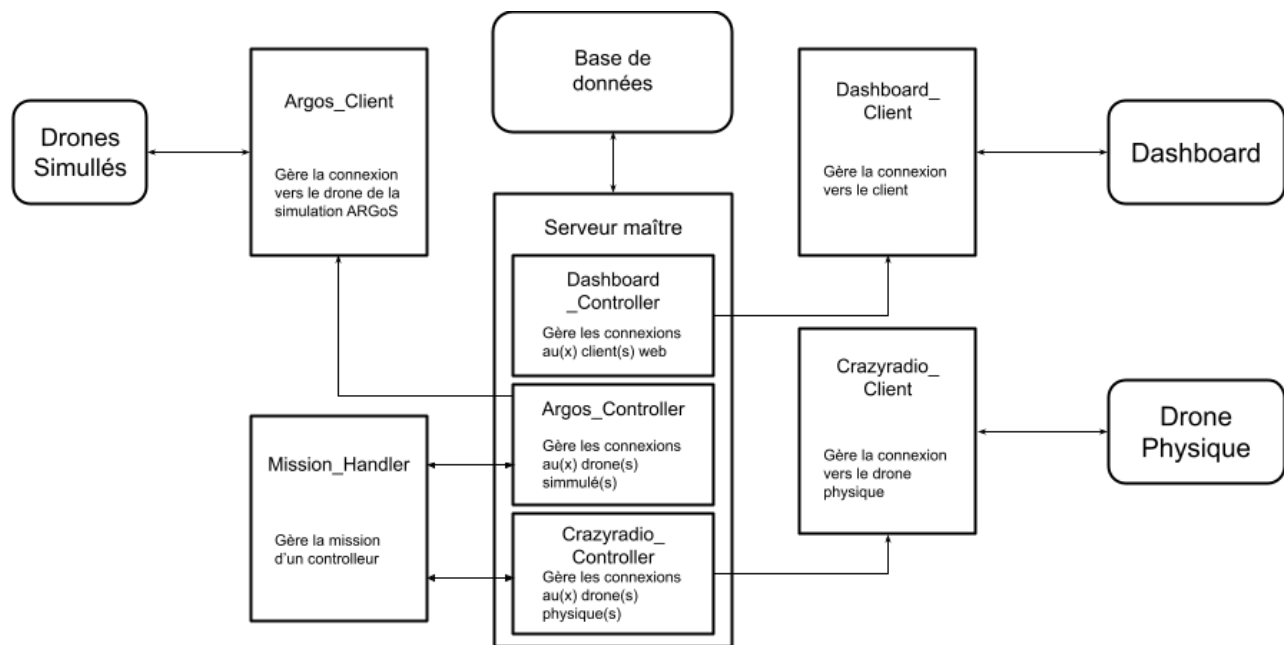 Drones
Simullés
Argos_Client
Gère la connexion
vers le drone de la
simulation ARGoS
Base de
données
Dashboard_
Client
Gère la connexion
vers le client
Dashboard
Serveur maître
Dashboard
_Controller
Gère les connexions
au(x) client(s) web
Argos_Controller
Gère les connexions
au(x) drone(s)
simmulé(s)
Crazyradio_
Controller
Gère les connexions
au(x) drone(s)
physique(s)
Mission_Handler
Gère la mission
d'un controlleur
Crazyradio_
Client
Gère la connexion
vers le drone
physique
Drone
Physique